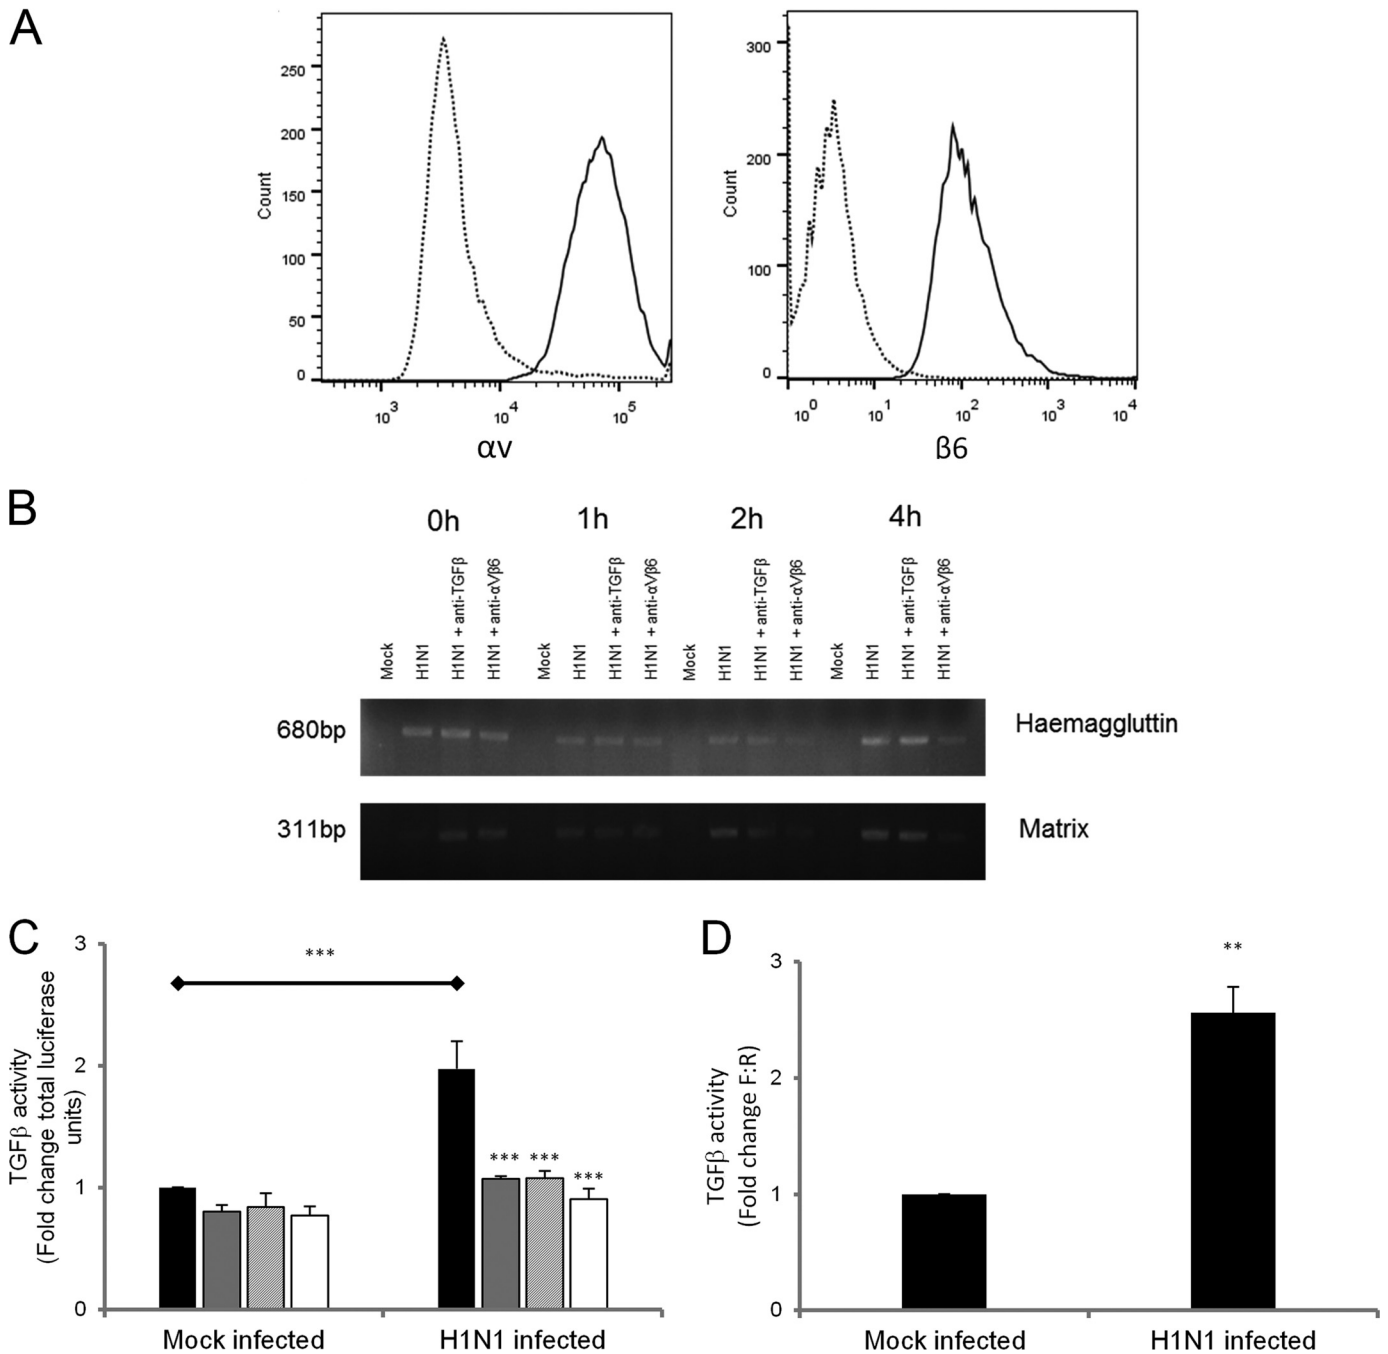 A
Count
250
200
150
100
50
0
10³
10⁴
10⁵
αv
Count
300
200
100
0
10⁰
10¹
10²
10³
10⁴
ß6
B
0h
1h
2h
4h
Mock
H1N1
H1N1 + anti-TGFβ
H1N1 + anti-αVβ6
Mock
H1N1
H1N1 + anti-TGFβ
H1N1 + anti-αVβ6
Mock
H1N1
H1N1 + anti-TGFβ
H1N1 + anti-αVβ6
Mock
H1N1
H1N1 + anti-TGFβ
H1N1 + anti-αVβ6
680bp
Haemaggluttin
311bp
Matrix
C
TGFβ activity
(Fold change total luciferase
units)
3
2
1
0
***
*** *** ***
Mock infected
H1N1 infected
D
TGFβ activity
(Fold change F:R)
3
2
1
0
**
Mock infected
H1N1 infected